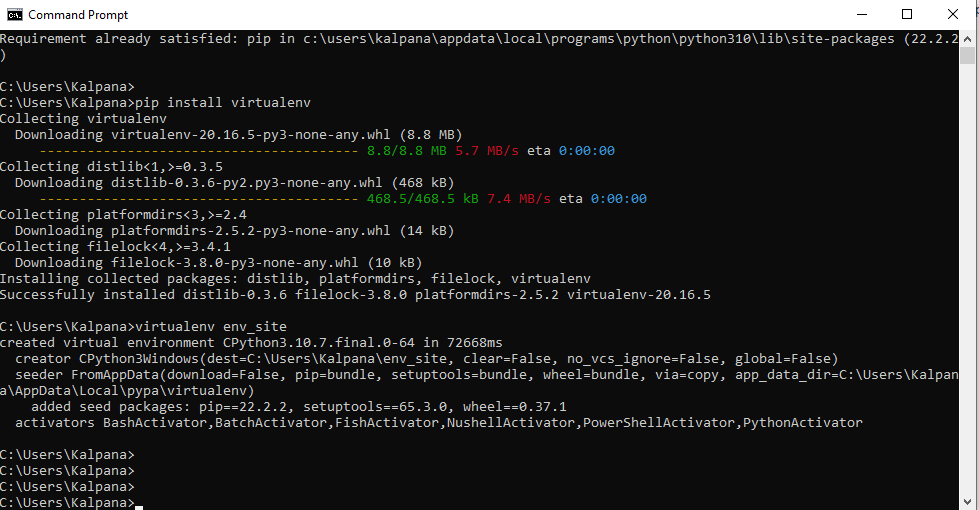 Command Prompt
Requirement already satisfied: pip in c:\users\kalpana\appdata\local\programs\python\python310\lib\site-packages (22.2.2
)
C:\Users\Kalpana>
C:\Users\Kalpana>pip install virtualenv
Collecting virtualenv
  Downloading virtualenv-20.16.5-py3-none-any.whl (8.8 MB)
     ---------------------------------------- 8.8/8.8 MB 5.7 MB/s eta 0:00:00
Collecting distlib<1,>=0.3.5
  Downloading distlib-0.3.6-py2.py3-none-any.whl (468 kB)
     ---------------------------------------- 468.5/468.5 kB 7.4 MB/s eta 0:00:00
Collecting platformdirs<3,>=2.4
  Downloading platformdirs-2.5.2-py3-none-any.whl (14 kB)
Collecting filelock<4,>=3.4.1
  Downloading filelock-3.8.0-py3-none-any.whl (10 kB)
Installing collected packages: distlib, platformdirs, filelock, virtualenv
Successfully installed distlib-0.3.6 filelock-3.8.0 platformdirs-2.5.2 virtualenv-20.16.5
C:\Users\Kalpana>virtualenv env_site
created virtual environment CPython3.10.7.final.0-64 in 72668ms
  creator CPython3Windows(dest=C:\Users\Kalpana\env_site, clear=False, no_vcs_ignore=False, global=False)
  seeder FromAppData(download=False, pip=bundle, setuptools=bundle, wheel=bundle, via=copy, app_data_dir=C:\Users\Kalpan
a\AppData\Local\pypa\virtualenv)
    added seed packages: pip==22.2.2, setuptools==65.3.0, wheel==0.37.1
  activators BashActivator,BatchActivator,FishActivator,NushellActivator,PowerShellActivator,PythonActivator
C:\Users\Kalpana>
C:\Users\Kalpana>
C:\Users\Kalpana>
C:\Users\Kalpana>